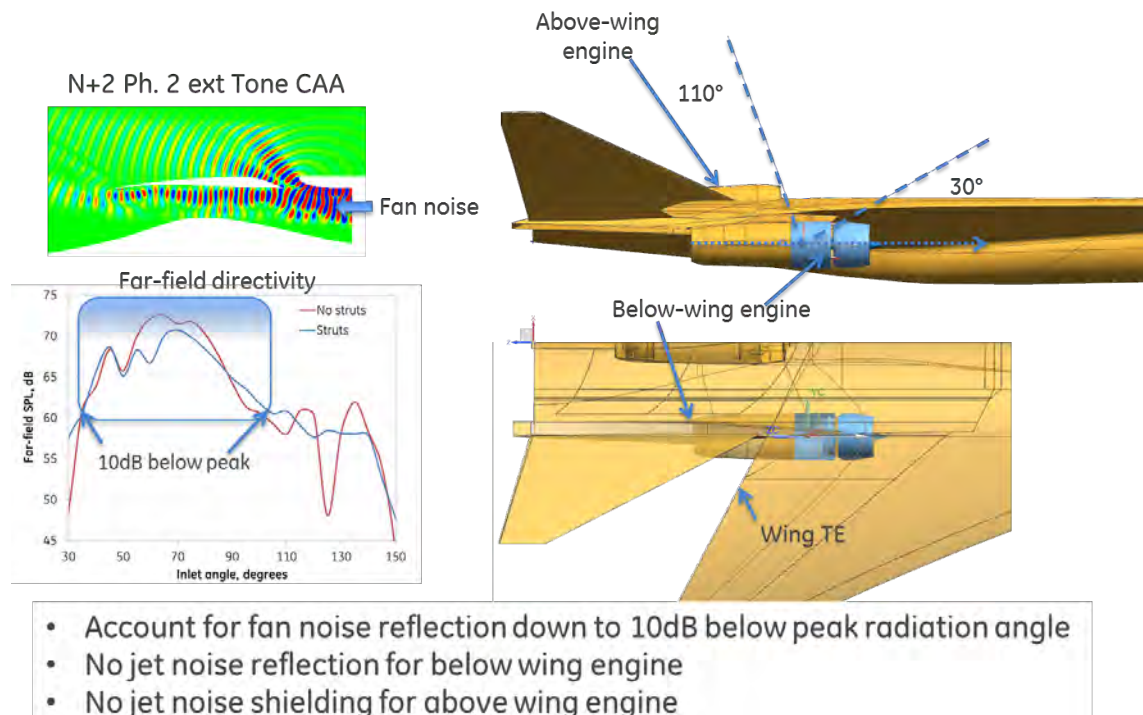 Above-wing
engine
N+2 Ph. 2 ext Tone CAA
110°
30°
Fan noise
Far-field directivity
75
70
65
60
55
50
45
Far-field SPL, dB
No struts
Struts
10dB below peak
30
50
70
90
110
130
150
Inlet angle, degrees
Below-wing engine
Wing TE
• Account for fan noise reflection down to 10dB below peak radiation angle
• No jet noise reflection for below wing engine
• No jet noise shielding for above wing engine